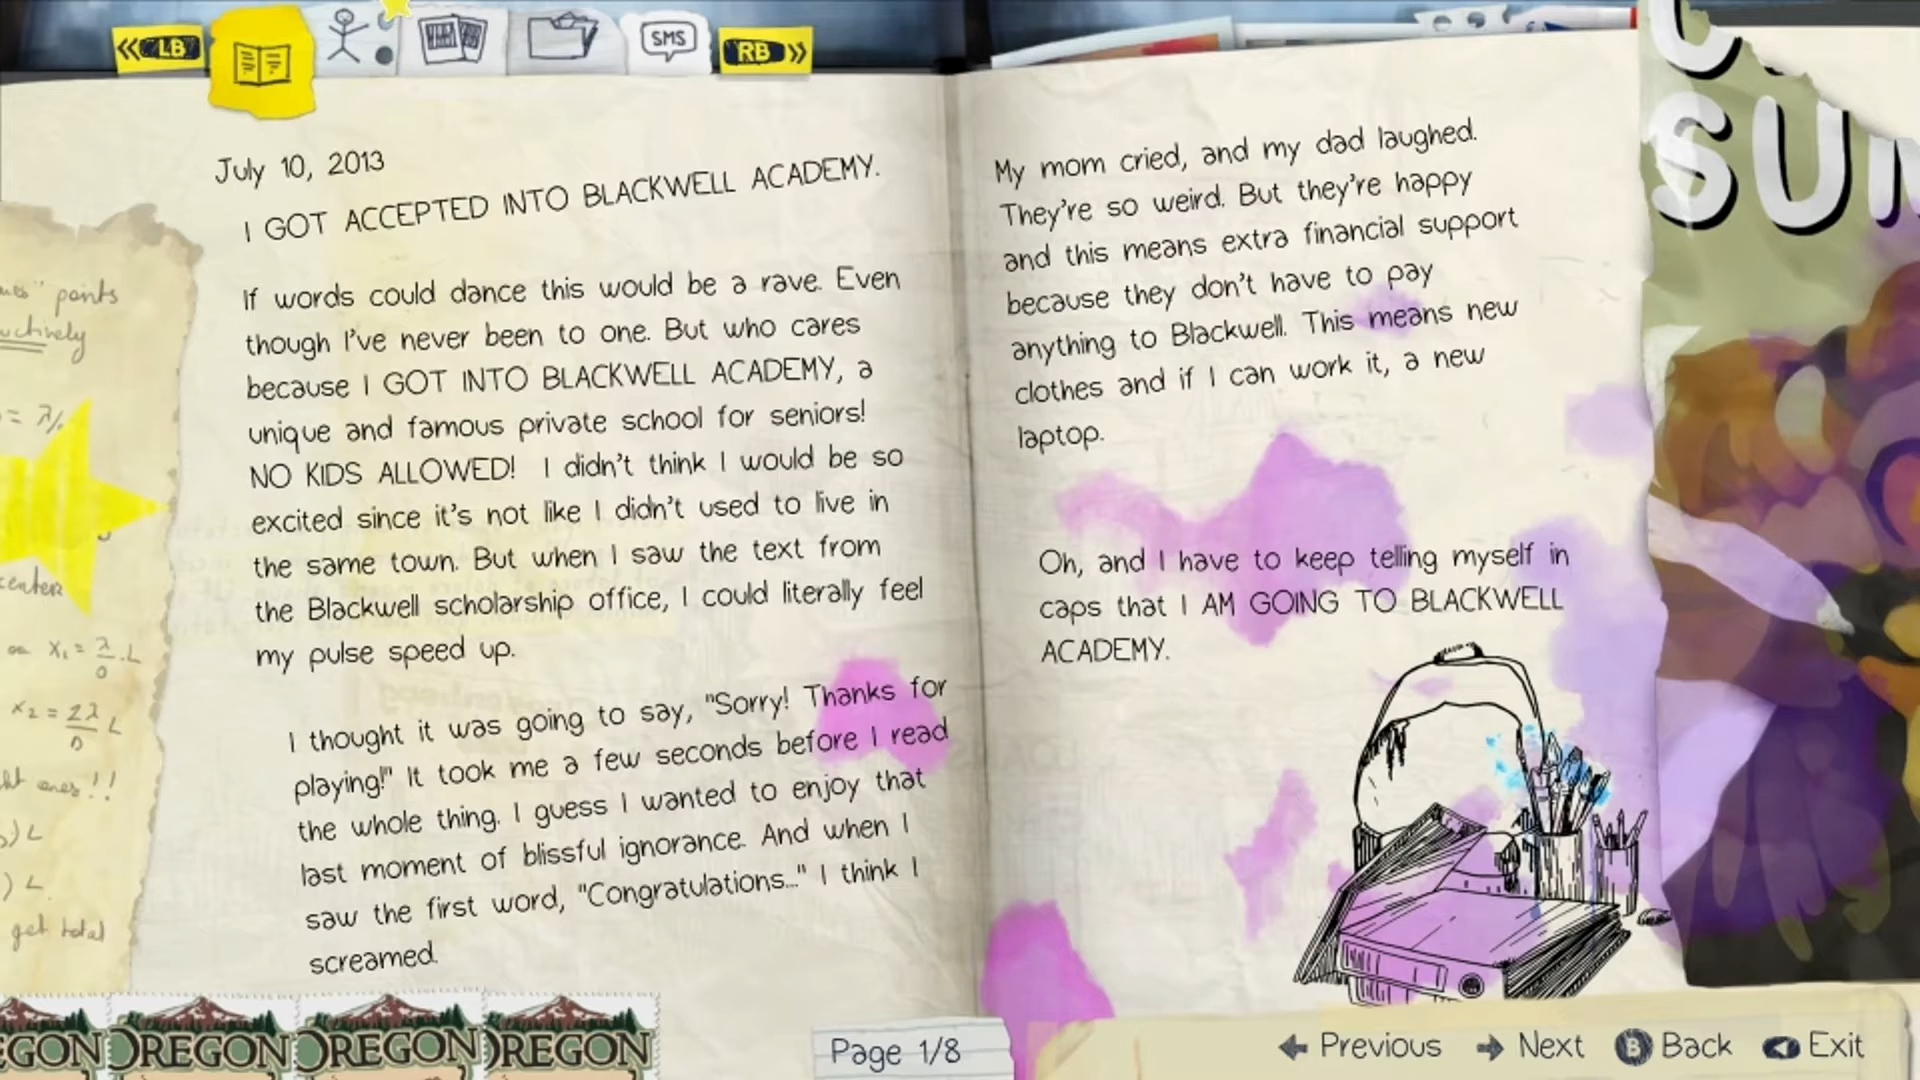 LB
SMS
RB
July 10, 2013
I GOT ACCEPTED INTO BLACKWELL ACADEMY.
If words could dance this would be a rave. Even
though I've never been to one. But who cares
because I GOT INTO BLACKWELL ACADEMY, a
unique and famous private school for seniors!
NO KIDS ALLOWED! I didn't think I would be so
excited since it's not like I didn't used to live in
the same town. But when I saw the text from
the Blackwell scholarship office, I could literally feel
my pulse speed up.
I thought it was going to say, "Sorry! Thanks for
playing!" It took me a few seconds before I read
the whole thing. I guess I wanted to enjoy that
last moment of blissful ignorance. And when I
saw the first word, "Congratulations..." I think I
screamed.
My mom cried, and my dad laughed.
They're so weird. But they're happy
and this means extra financial support
because they don't have to pay
anything to Blackwell. This means new
clothes and if I can work it, a new
laptop.
Oh, and I have to keep telling myself in
caps that I AM GOING TO BLACKWELL
ACADEMY.
points
center
x₁ = λ/D . L
x₂ = 2λ/D L
get total
SUN
EGON OREGON OREGON OREGON
Page 1/8
Previous Next B Back Exit